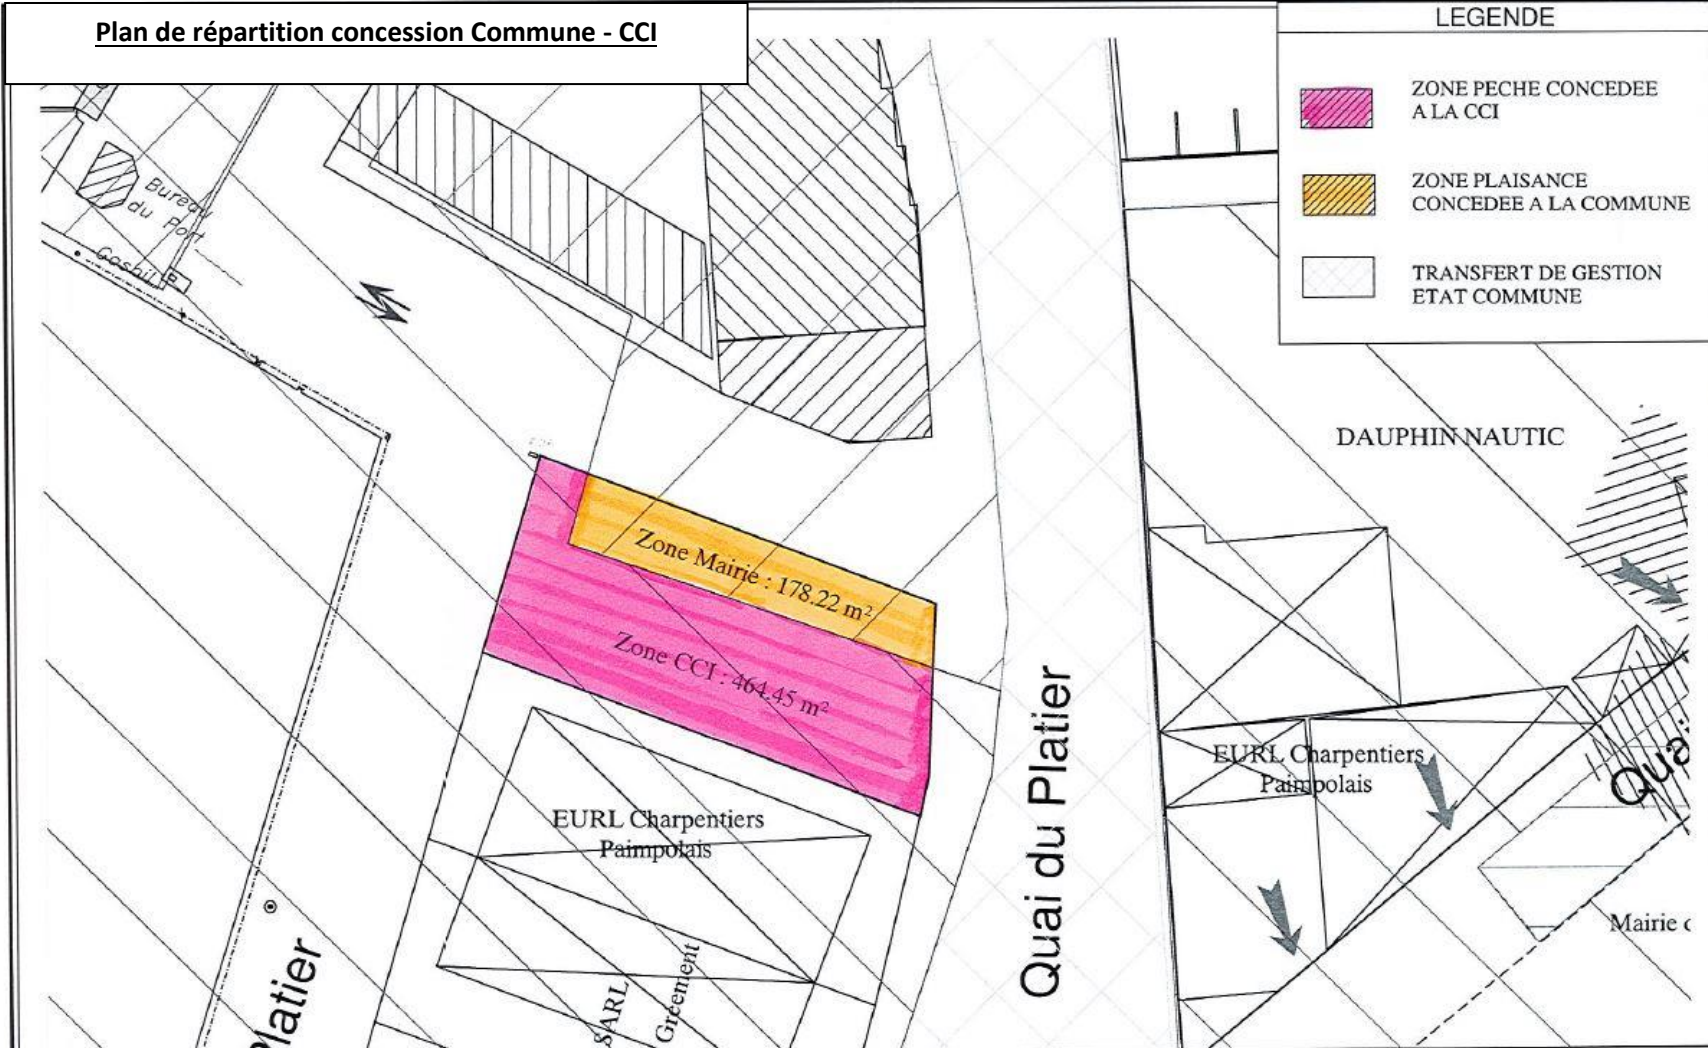 Plan de répartition concession Commune - CCI
LEGENDE
ZONE PECHE CONCEDEE
A LA CCI
ZONE PLAISANCE
CONCEDEE A LA COMMUNE
TRANSFERT DE GESTION
ETAT COMMUNE
Bureau
du Port
DAUPHIN NAUTIC
Zone Mairie : 178.22 m²
Zone CCI : 464.45 m²
Quai du Platier
EURL Charpentiers
Paimpolais
EURL Charpentiers
Paimpolais
Quai
Mairie
SARL
Gréement
Platier